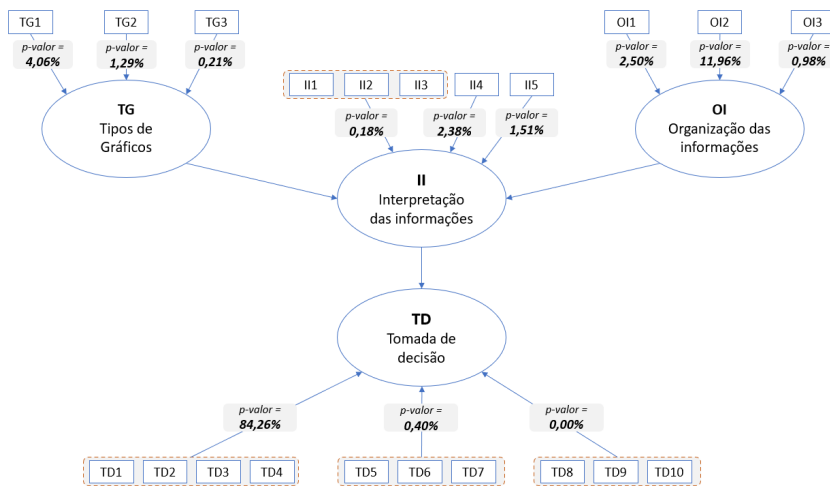 TG1
TG2
TG3
p-valor =
4,06%
p-valor =
1,29%
p-valor =
0,21%
TG
Tipos de
Gráficos
II1
II2
II3
II4
II5
p-valor =
0,18%
p-valor =
2,38%
p-valor =
1,51%
OI1
OI2
OI3
p-valor =
2,50%
p-valor =
11,96%
p-valor =
0,98%
OI
Organização das
informações
II
Interpretação
das informações
TD
Tomada de
decisão
p-valor =
84,26%
p-valor =
0,40%
p-valor =
0,00%
TD1
TD2
TD3
TD4
TD5
TD6
TD7
TD8
TD9
TD10